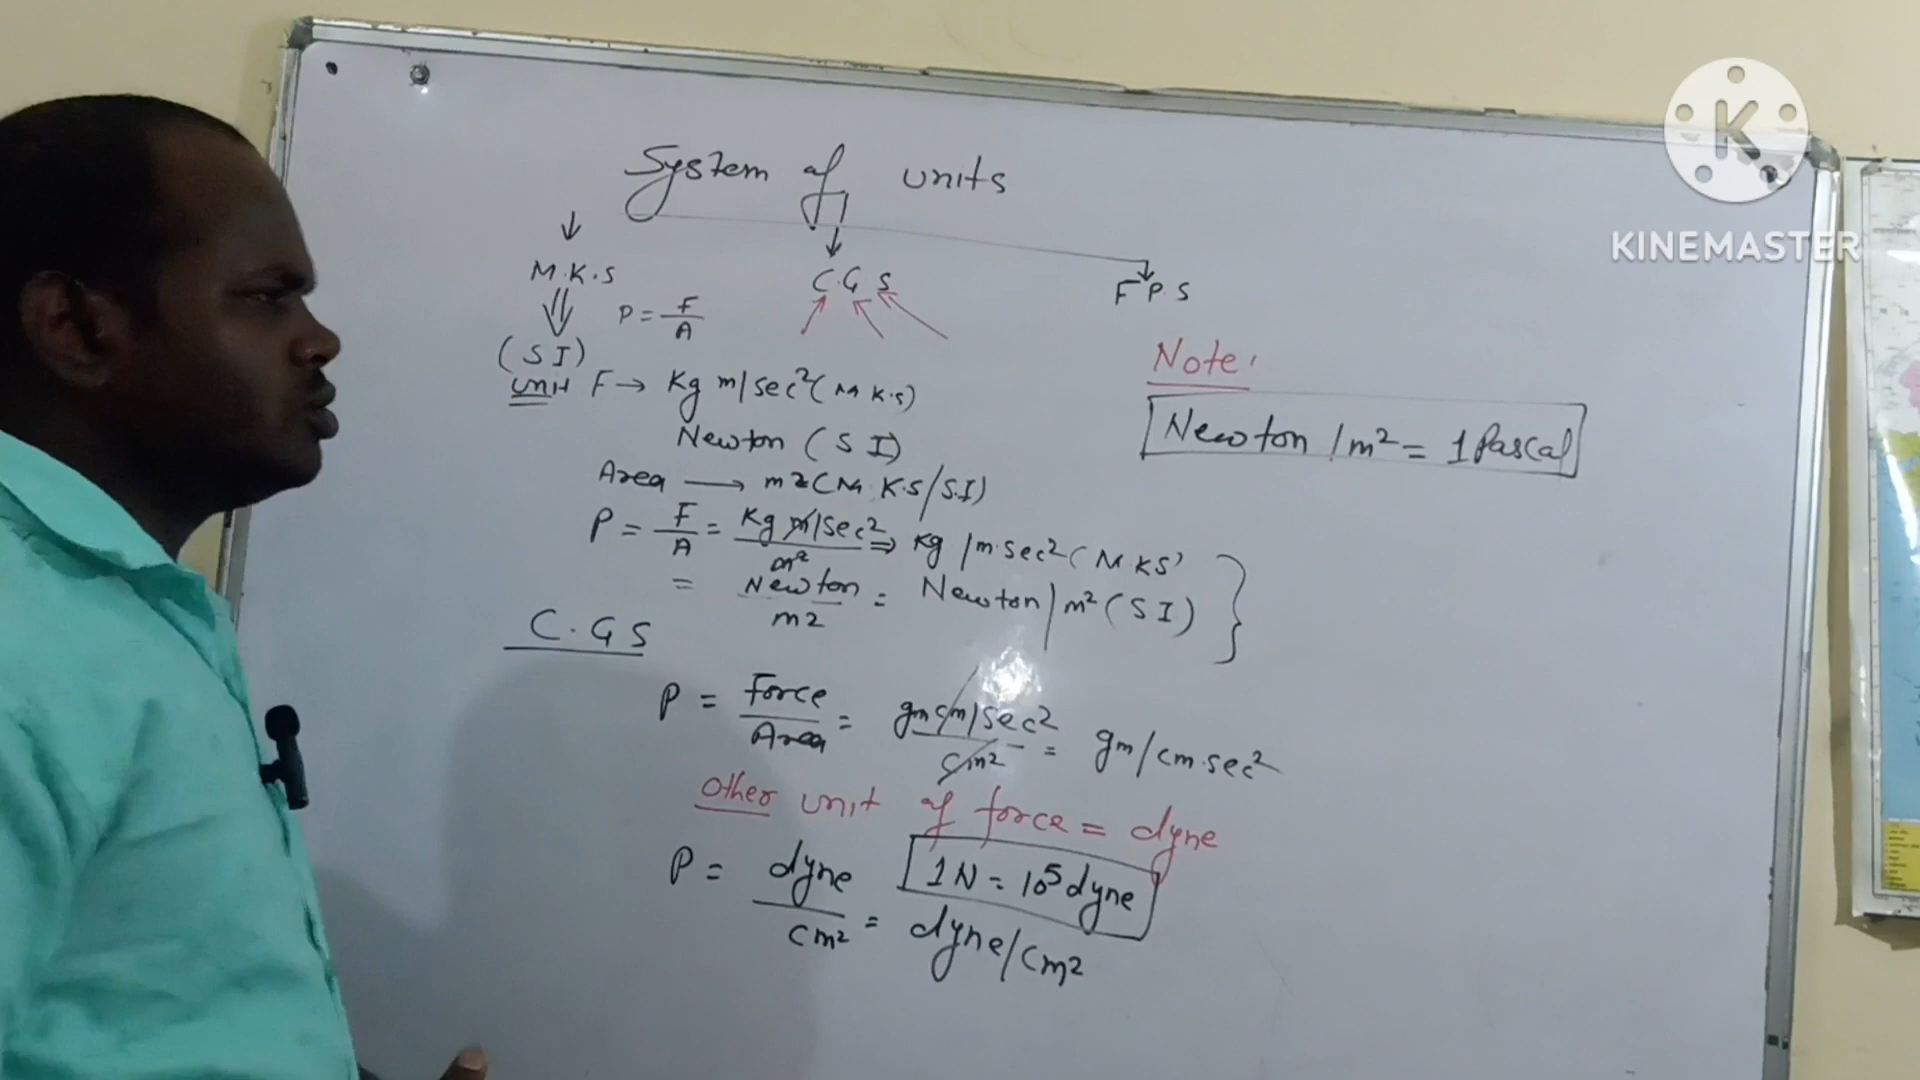 System of units
M.K.S
C.G S
F P.S
P = F/A
(SI)
unit F → Kg m/sec²(M K.S)
Newton (SI)
Area → m2(M.K.S/S.I)
P = F/A = Kg m/sec²/m² ⇒ Kg/m.sec²(M.KS)
= Newton/m2 = Newton/m²(SI)
Note:
Newton/m² = 1 Pascal
C.G S
P = Force/Area = gm cm/sec²/cm² = gm/cm.sec²
Other unit of force = dyne
P = dyne/cm² = dyne/cm²
1N = 10⁵dyne
K
KINEMASTER